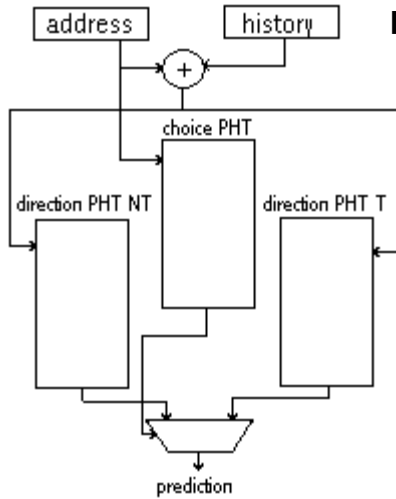 address
history
+
choice PHT
direction PHT NT
direction PHT T
prediction